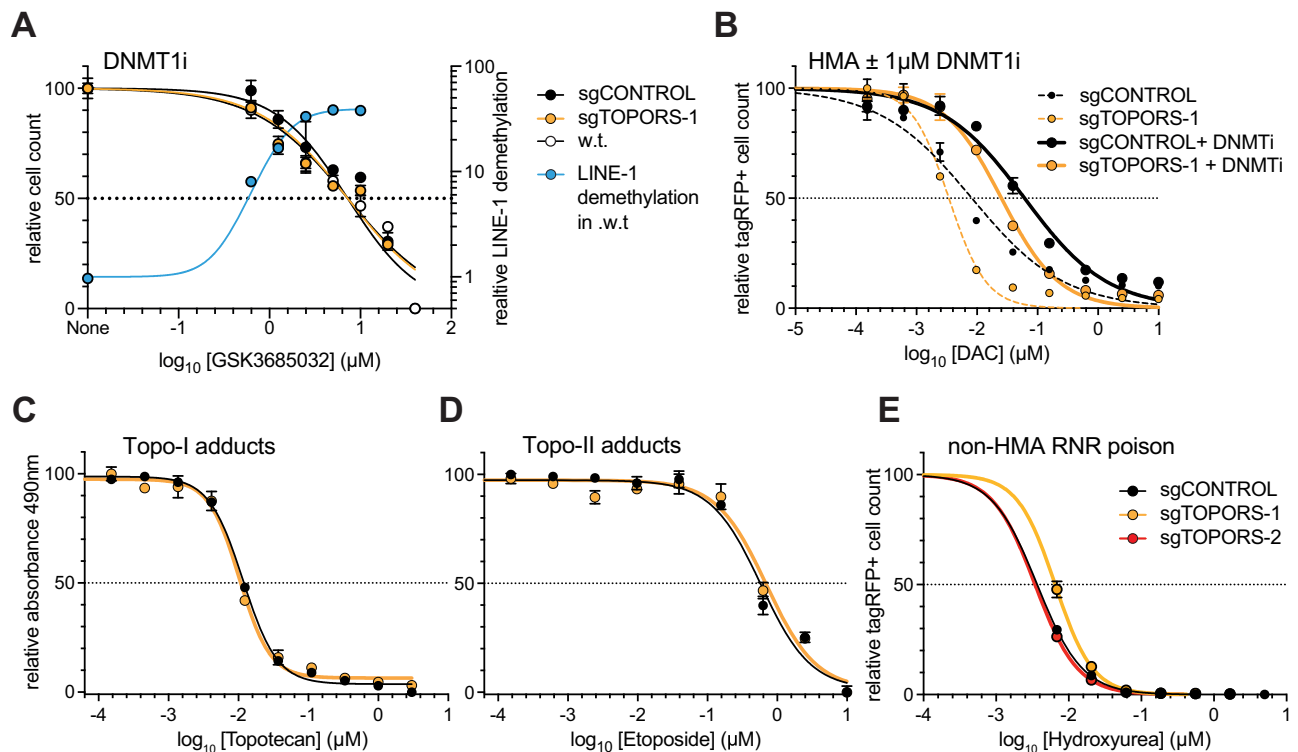 A
DNMT1i
relative cell count
100
50
0
None
-1
0
1
2
log10 [GSK3685032] (µM)
100
10
1
realtive LINE-1 demethylation
sgCONTROL
sgTOPORS-1
w.t.
LINE-1
demethylation
in .w.t
B
HMA ± 1µM DNMT1i
relative tagRFP+ cell count
100
50
0
-5
-4
-3
-2
-1
0
1
log10 [DAC] (µM)
sgCONTROL
sgTOPORS-1
sgCONTROL+ DNMTi
sgTOPORS-1 + DNMTi
C
Topo-I adducts
relative absorbance 490nm
100
50
0
-4
-3
-2
-1
0
1
log10 [Topotecan] (µM)
D
Topo-II adducts
100
50
0
-4
-3
-2
-1
0
1
log10 [Etoposide] (µM)
E
non-HMA RNR poison
relative tagRFP+ cell count
100
50
0
-4
-3
-2
-1
0
1
log10 [Hydroxyurea] (µM)
sgCONTROL
sgTOPORS-1
sgTOPORS-2